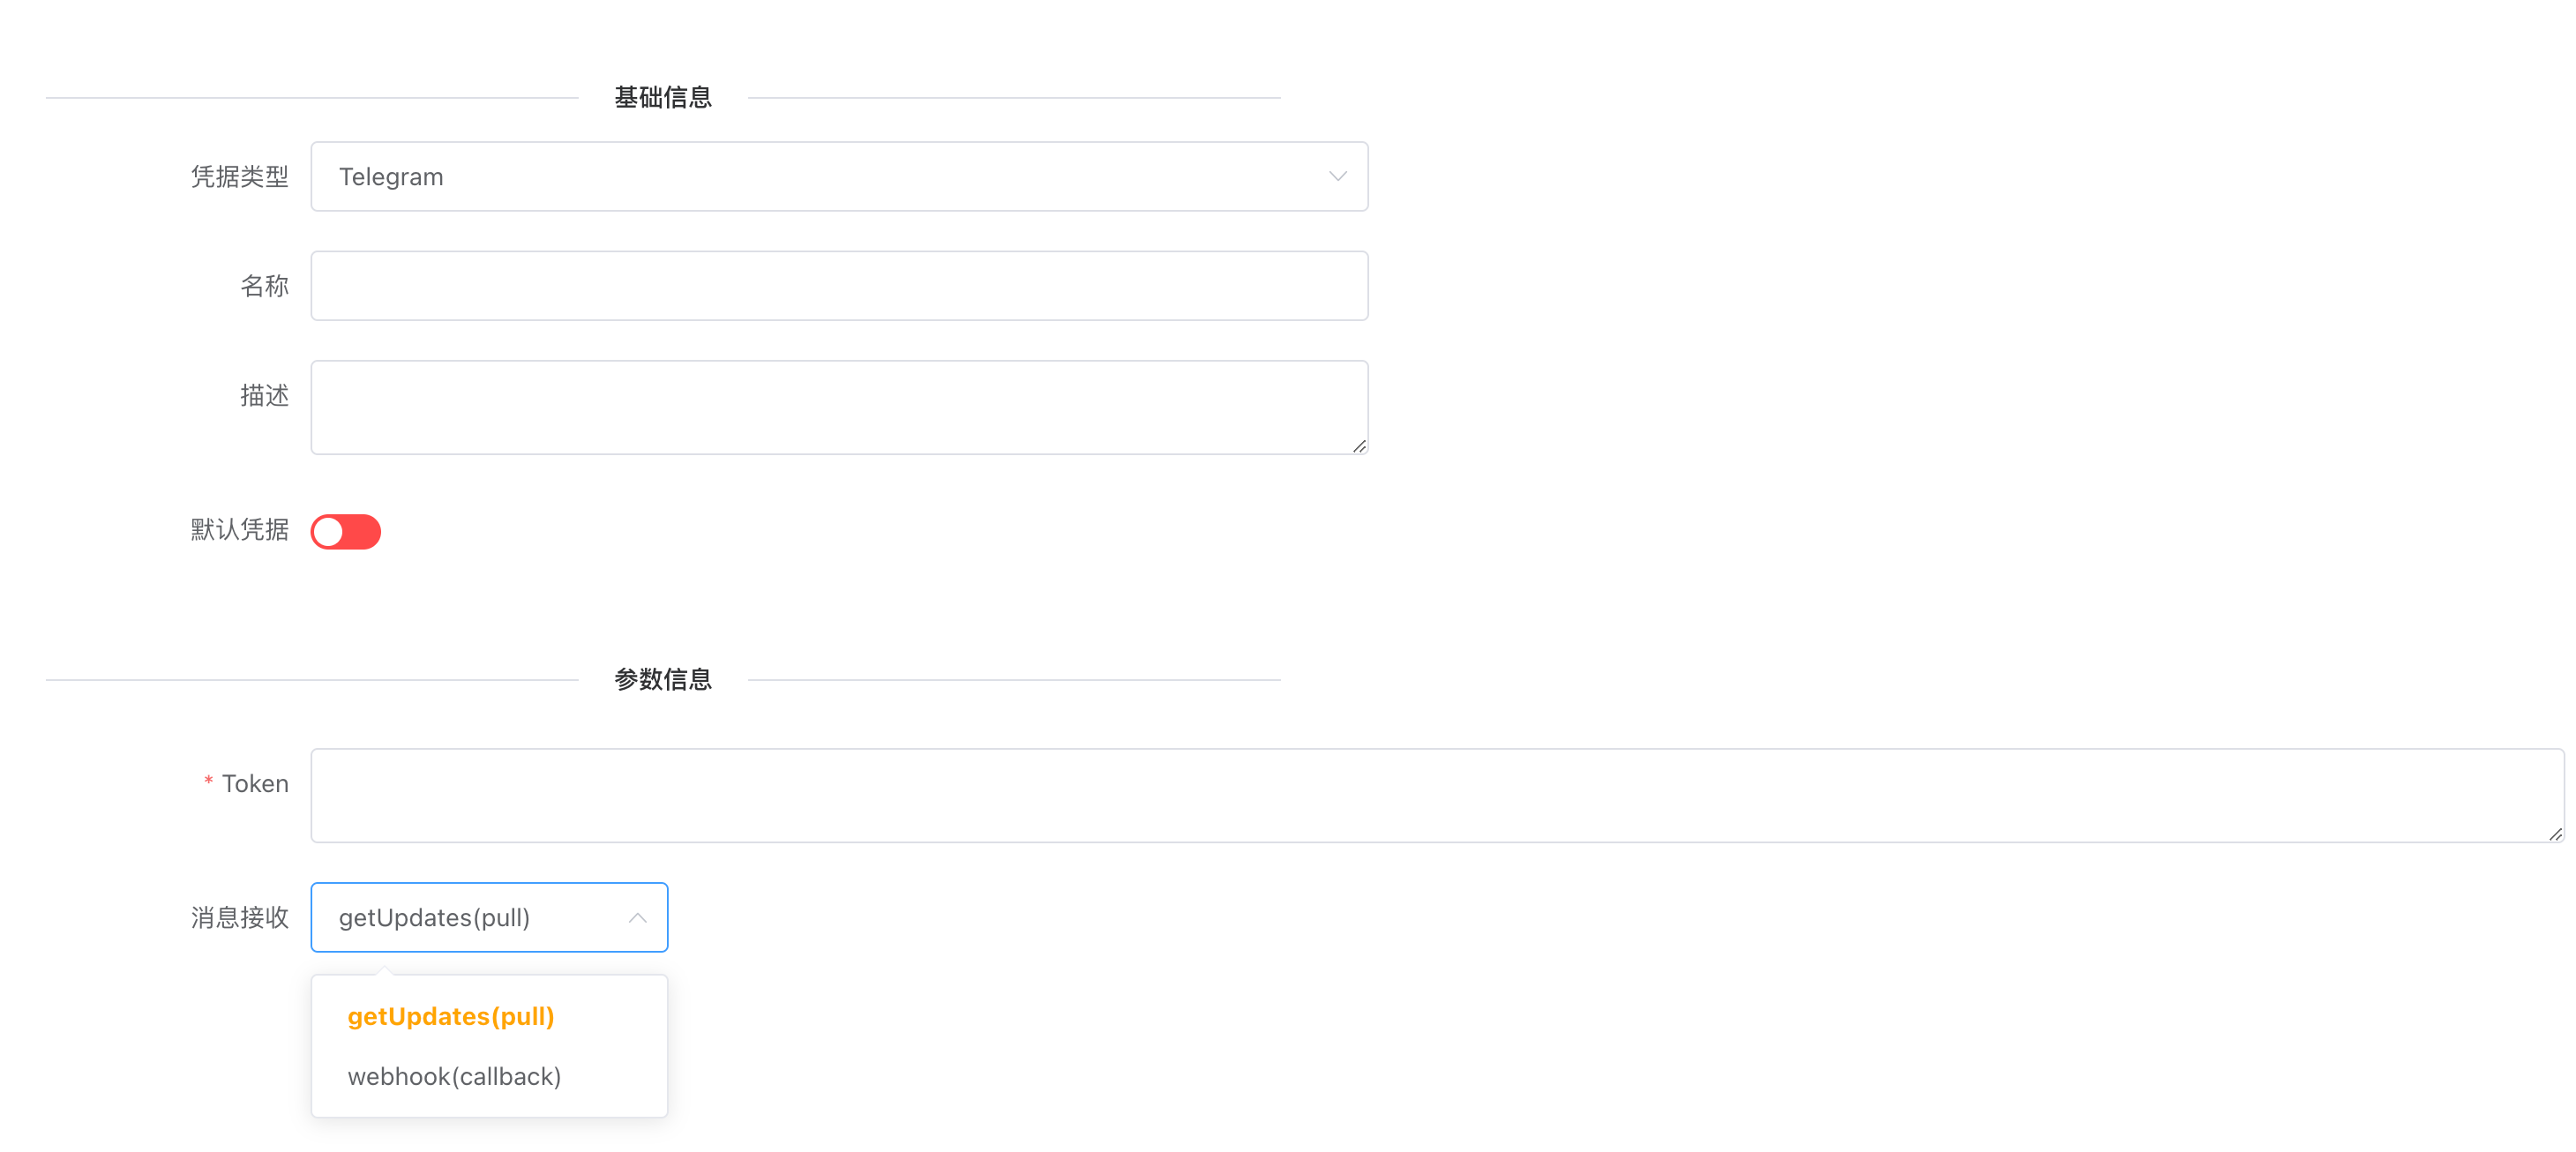 基础信息
凭据类型 Telegram
名称
描述
默认凭据
参数信息
* Token
消息接收 getUpdates(pull)
getUpdates(pull)
webhook(callback)